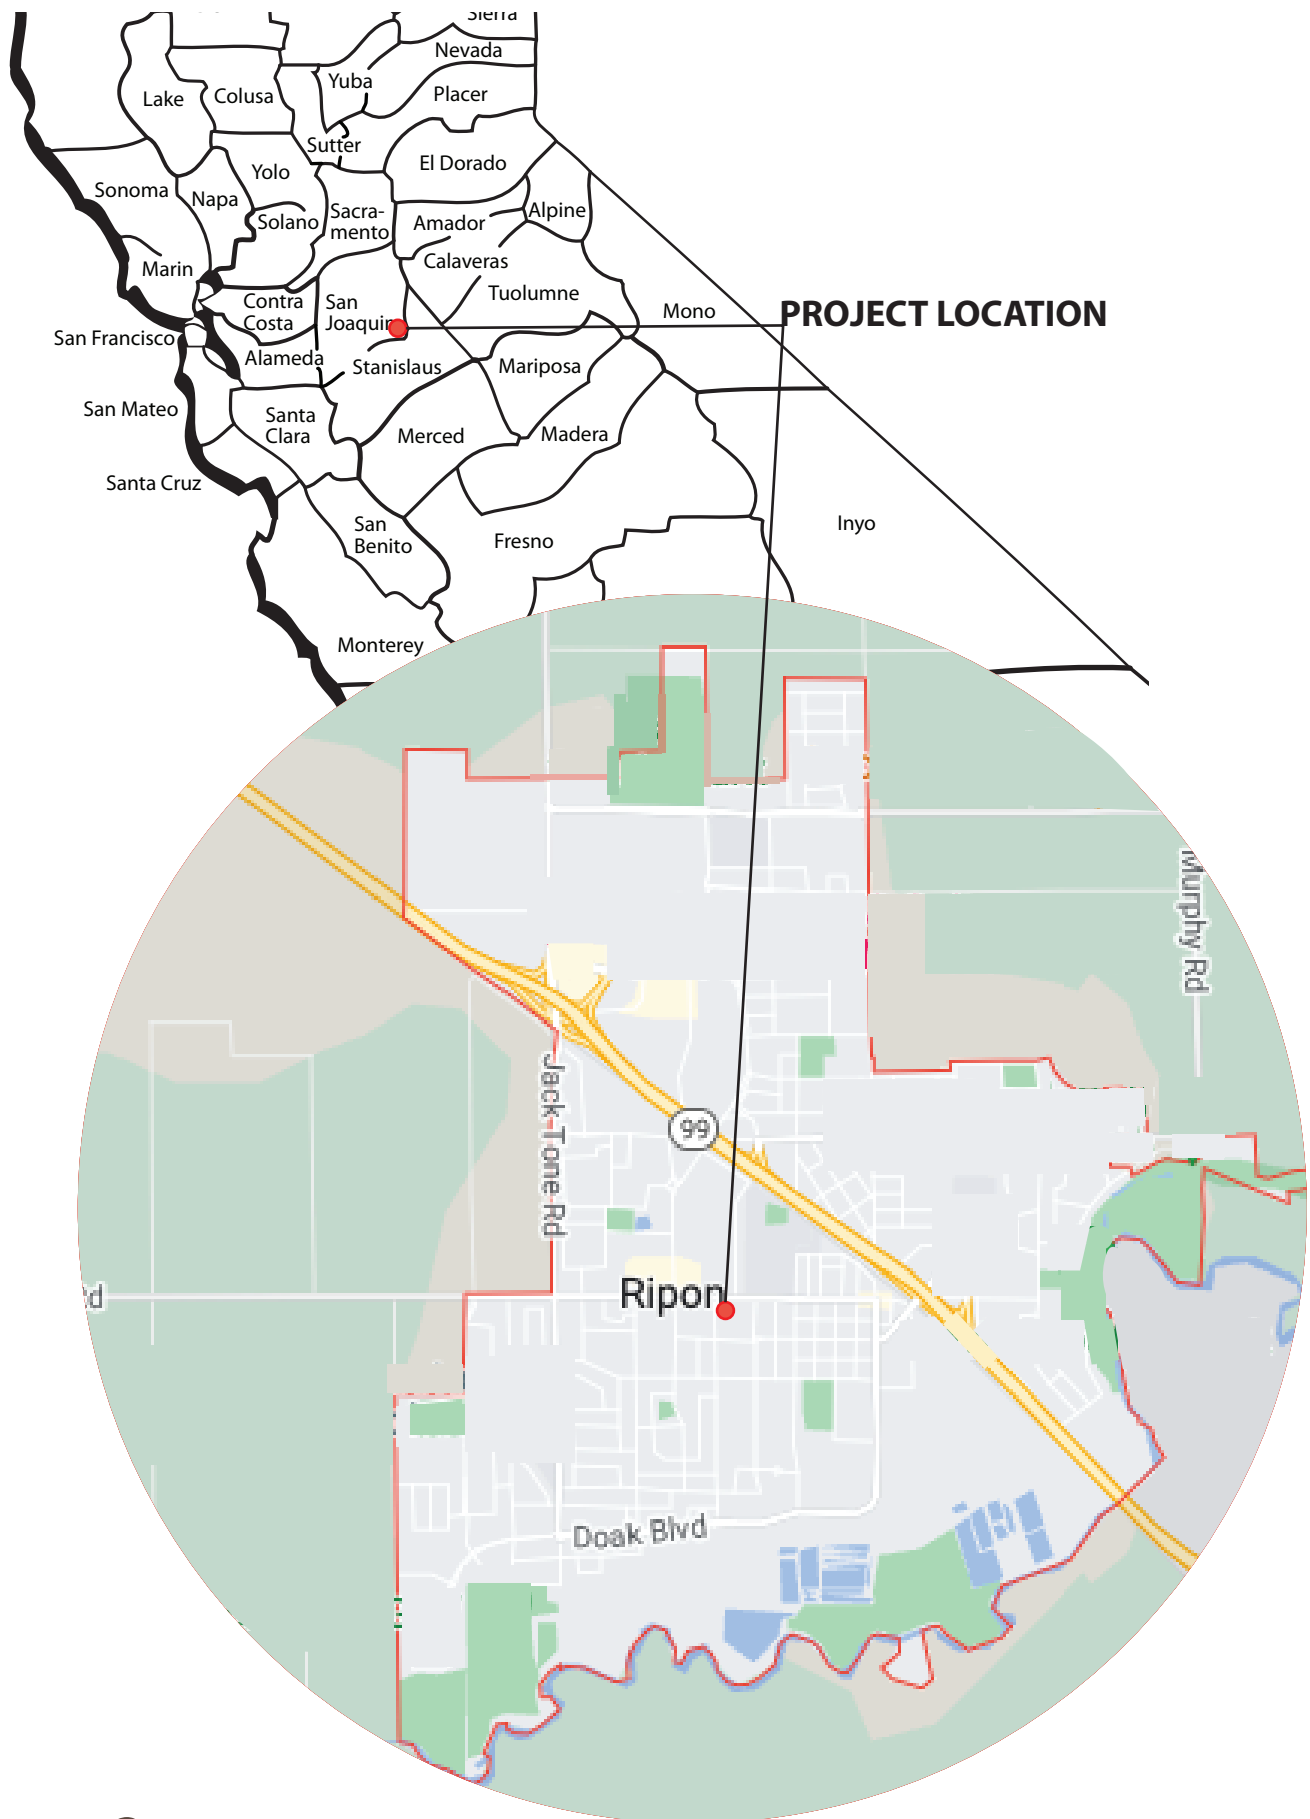 Sierra
Nevada
Yuba
Placer
Lake
Colusa
Sutter
El Dorado
Yolo
Sonoma
Napa
Solano
Sacra-
mento
Amador
Alpine
Marin
Calaveras
Contra
Costa
San
Joaquin
Tuolumne
Mono
PROJECT LOCATION
San Francisco
Alameda
Stanislaus
Mariposa
San Mateo
Santa
Clara
Merced
Madera
Santa Cruz
San
Benito
Fresno
Inyo
Monterey
Murphy Rd
Jack Tone Rd
99
Ripon
Rd
Doak Blvd